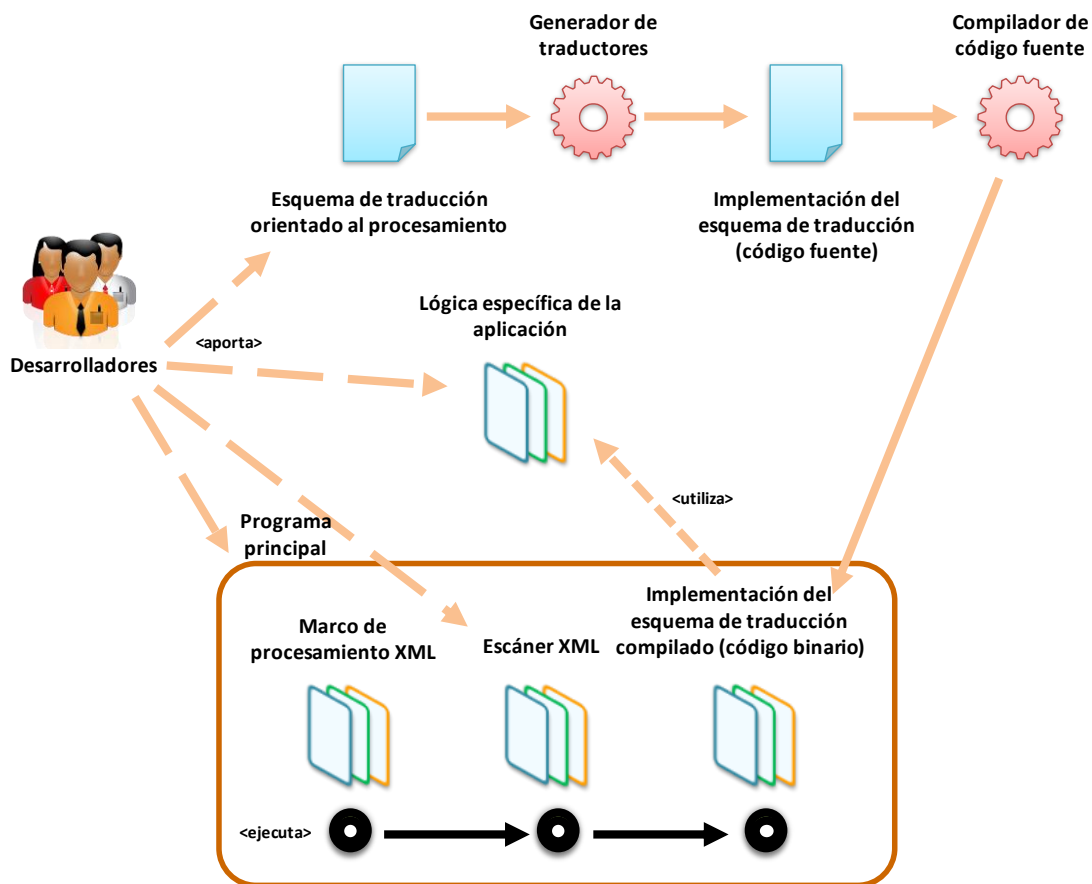 Generador de
traductores
Compilador de
código fuente
Esquema de traducción
orientado al procesamiento
Implementación del
esquema de traducción
(código fuente)
Desarrolladores
<aporta>
Lógica específica de la
aplicación
<utiliza>
Programa
principal
Marco de
procesamiento XML
Escáner XML
Implementación del
esquema de traducción
compilado (código binario)
<ejecuta>